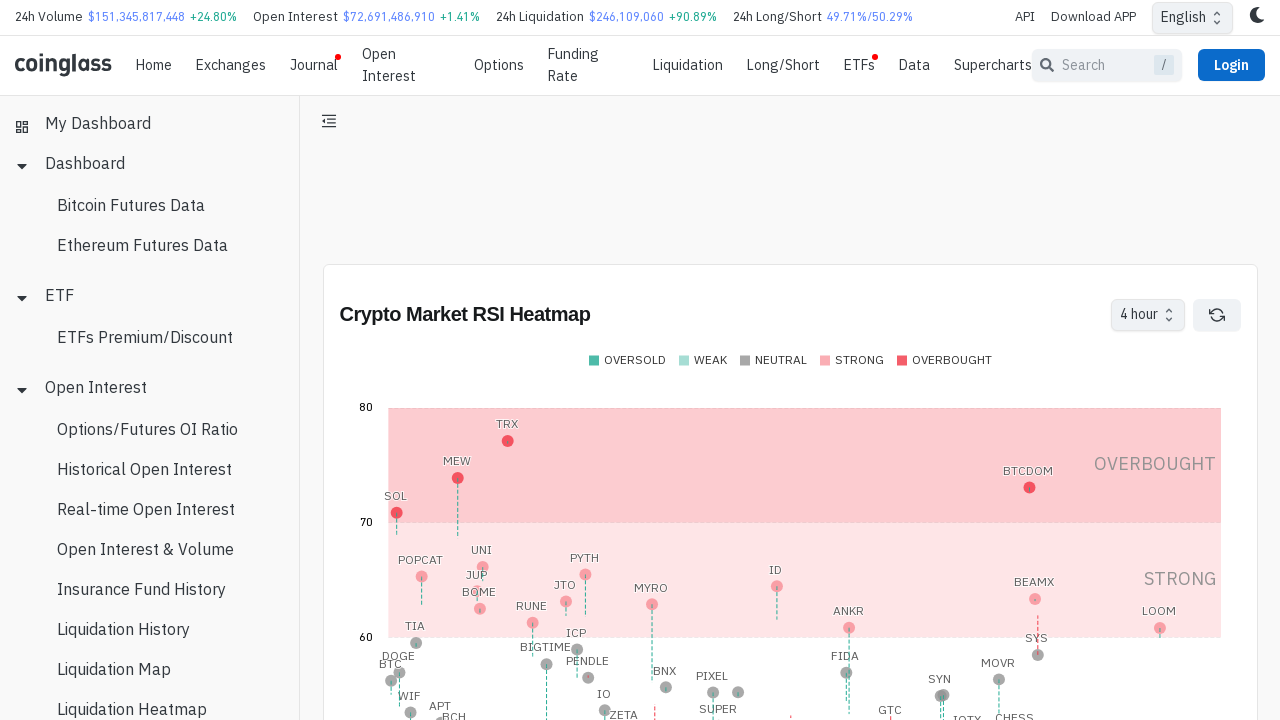 24h Volume $151,345,817,448 +24.80% Open Interest $72,691,486,910 +1.41% 24h Liquidation $246,109,060 +90.89% 24h Long/Short 49.71%/50.29% API Download APP English
coinglass Home Exchanges Journal Open Interest Options Funding Rate Liquidation Long/Short ETFs Data Supercharts Search / Login
My Dashboard
Dashboard
Bitcoin Futures Data
Ethereum Futures Data
ETF
ETFs Premium/Discount
Open Interest
Options/Futures OI Ratio
Historical Open Interest
Real-time Open Interest
Open Interest & Volume
Insurance Fund History
Liquidation History
Liquidation Map
Liquidation Heatmap
Crypto Market RSI Heatmap 4 hour
OVERSOLD WEAK NEUTRAL STRONG OVERBOUGHT
80
TRX
MEW
OVERBOUGHT
BTCDOM
SOL
70
UNI
POPCAT
PYTH
JUP
ID
STRONG
JTO
BEAMX
MYRO
BOME
RUNE
ANKR
LOOM
TIA
ICP
60
SYS
BIGTIME
DOGE
FIDA
PENDLE
BTC
MOVR
BNX
PIXEL
SYN
WIF
IO
APT
SUPER
GTC
ZETA
BCH
IOTX
CHESS